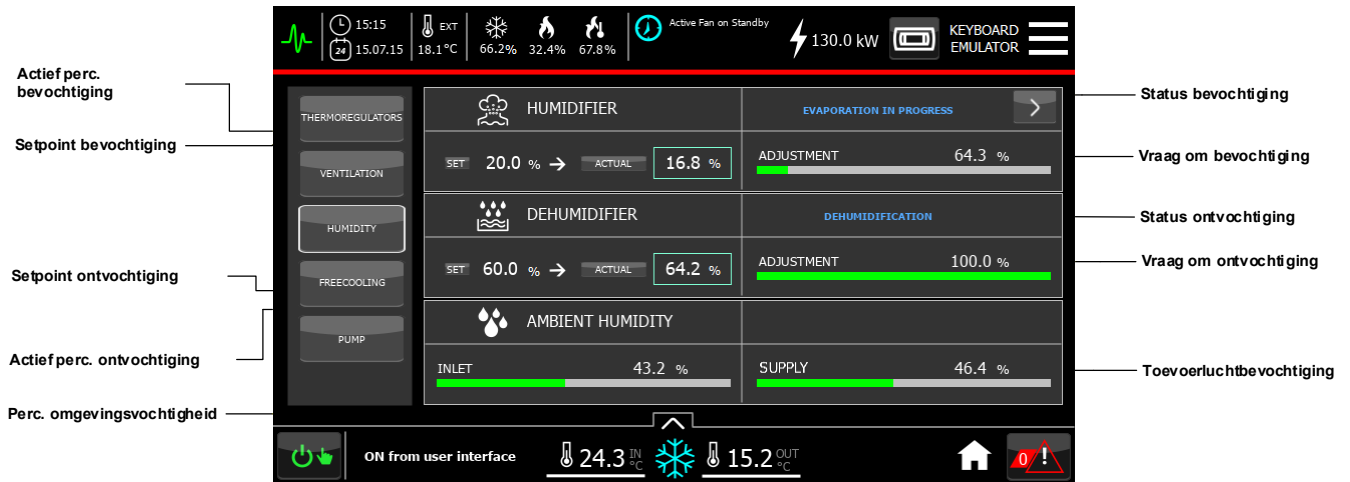 15:15
24 15.07.15
EXT
18.1°C
66.2% 32.4% 67.8%
Active Fan on Standby
130.0 kW
KEYBOARD
EMULATOR
Actief perc.
bevochtiging
Setpoint bevochtiging
Setpoint ontvochtiging
Actief perc. ontvochtiging
Perc. omgevingsvochtigheid
THERMOREGULATORS
VENTILATION
HUMIDITY
FREECOOLING
PUMP
HUMIDIFIER
EVAPORATION IN PROGRESS
SET 20.0 % → ACTUAL 16.8 %
ADJUSTMENT 64.3 %
DEHUMIDIFIER
DEHUMIDIFICATION
SET 60.0 % → ACTUAL 64.2 %
ADJUSTMENT 100.0 %
AMBIENT HUMIDITY
INLET 43.2 %
SUPPLY 46.4 %
Status bevochtiging
Vraag om bevochtiging
Status ontvochtiging
Vraag om ontvochtiging
Toevoerluchtbevochtiging
ON from user interface
24.3 IN °C
15.2 OUT °C
0 !